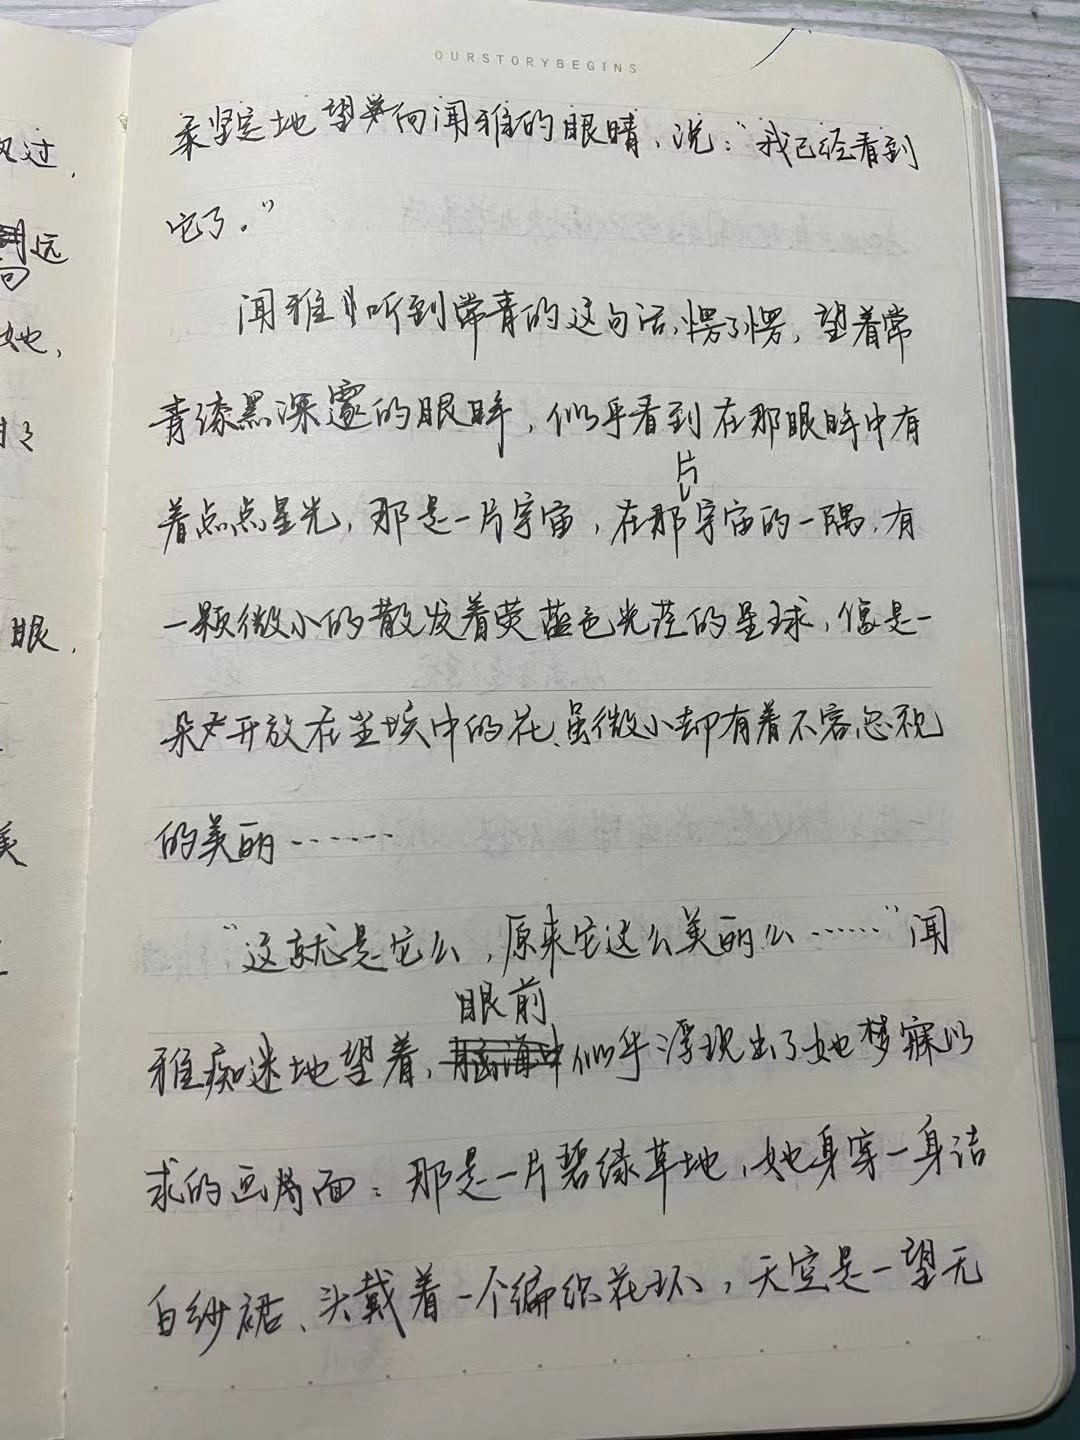 OURSTORYBEGINS
柔坚定地望向闻雅的眼睛，说："我已经看到
它了。"
闻雅听到常青的这句话，愣了愣，望着常
青漆黑深邃的眼眸，似乎看到在那眼眸中有
着点点星光，那是一片宇宙，在那片宇宙的一隅，有
一颗微小的散发着荧蓝色光茫的星球，像是一
朵开放在尘埃中的花，虽微小却有着不容忽视
的美丽……
"这就是它么，原来它这么美丽么……"闻
雅痴迷地望着，眼前似乎浮现出了她梦寐以
求的画面：那是一片碧绿草地，她身穿一身洁
白纱裙、头戴着一个编织花环，天空是一望无
过，
远
向
她，
眼，
美